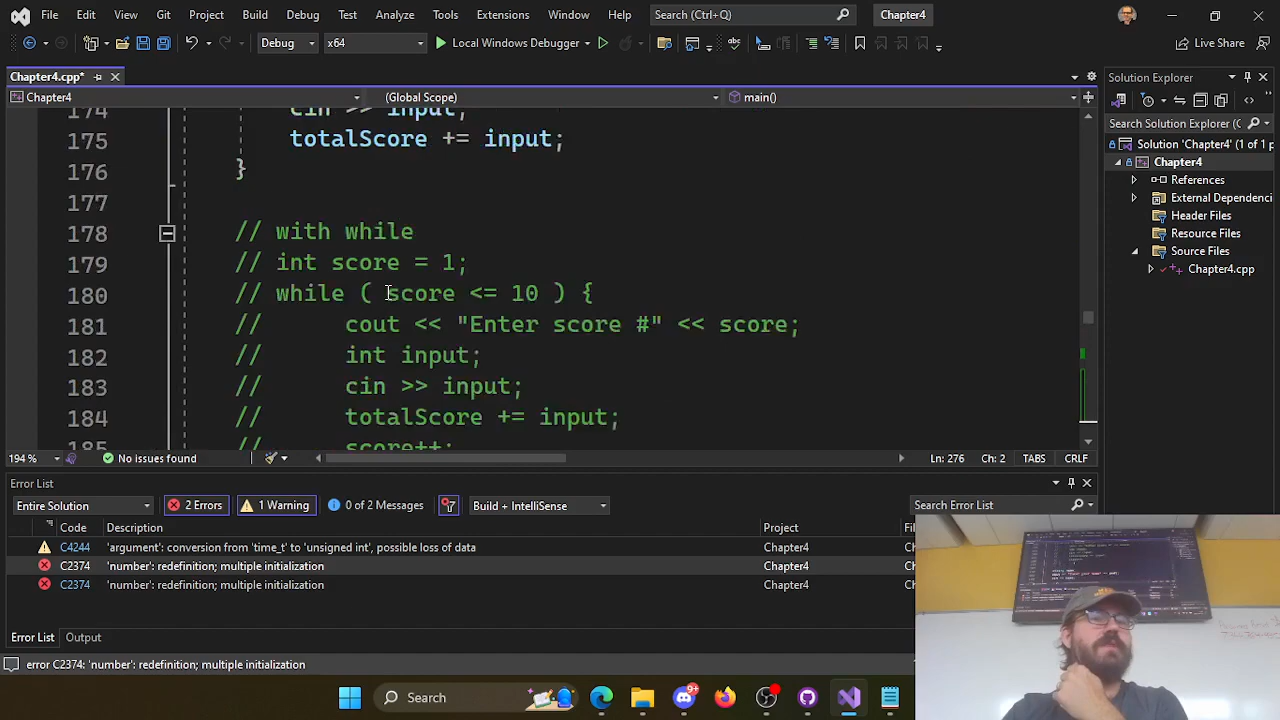 File Edit View Git Project Build Debug Test Analyze Tools Extensions Window Help Search (Ctrl+Q) Chapter4
Debug x64 Local Windows Debugger Live Share
Chapter4.cpp*
Chapter4 (Global Scope) main()
174 cin >> input;
175 totalScore += input;
176 }
177
178 // with while
179 // int score = 1;
180 // while ( score <= 10 ) {
181 // cout << "Enter score #" << score;
182 // int input;
183 // cin >> input;
184 // totalScore += input;
185 // score++;
194 % No issues found Ln: 276 Ch: 2 TABS CRLF
Solution Explorer
Search Solution Explorer (C
Solution 'Chapter4' (1 of 1 p
Chapter4
References
External Dependenci
Header Files
Resource Files
Source Files
Chapter4.cpp
Error List
Entire Solution 2 Errors 1 Warning 0 of 2 Messages Build + IntelliSense Search Error List
Code Description Project Fil
C4244 'argument': conversion from 'time_t' to 'unsigned int', possible loss of data Chapter4
C2374 'number': redefinition; multiple initialization Chapter4
C2374 'number': redefinition; multiple initialization Chapter4
Error List Output
error C2374: 'number': redefinition; multiple initialization
Search